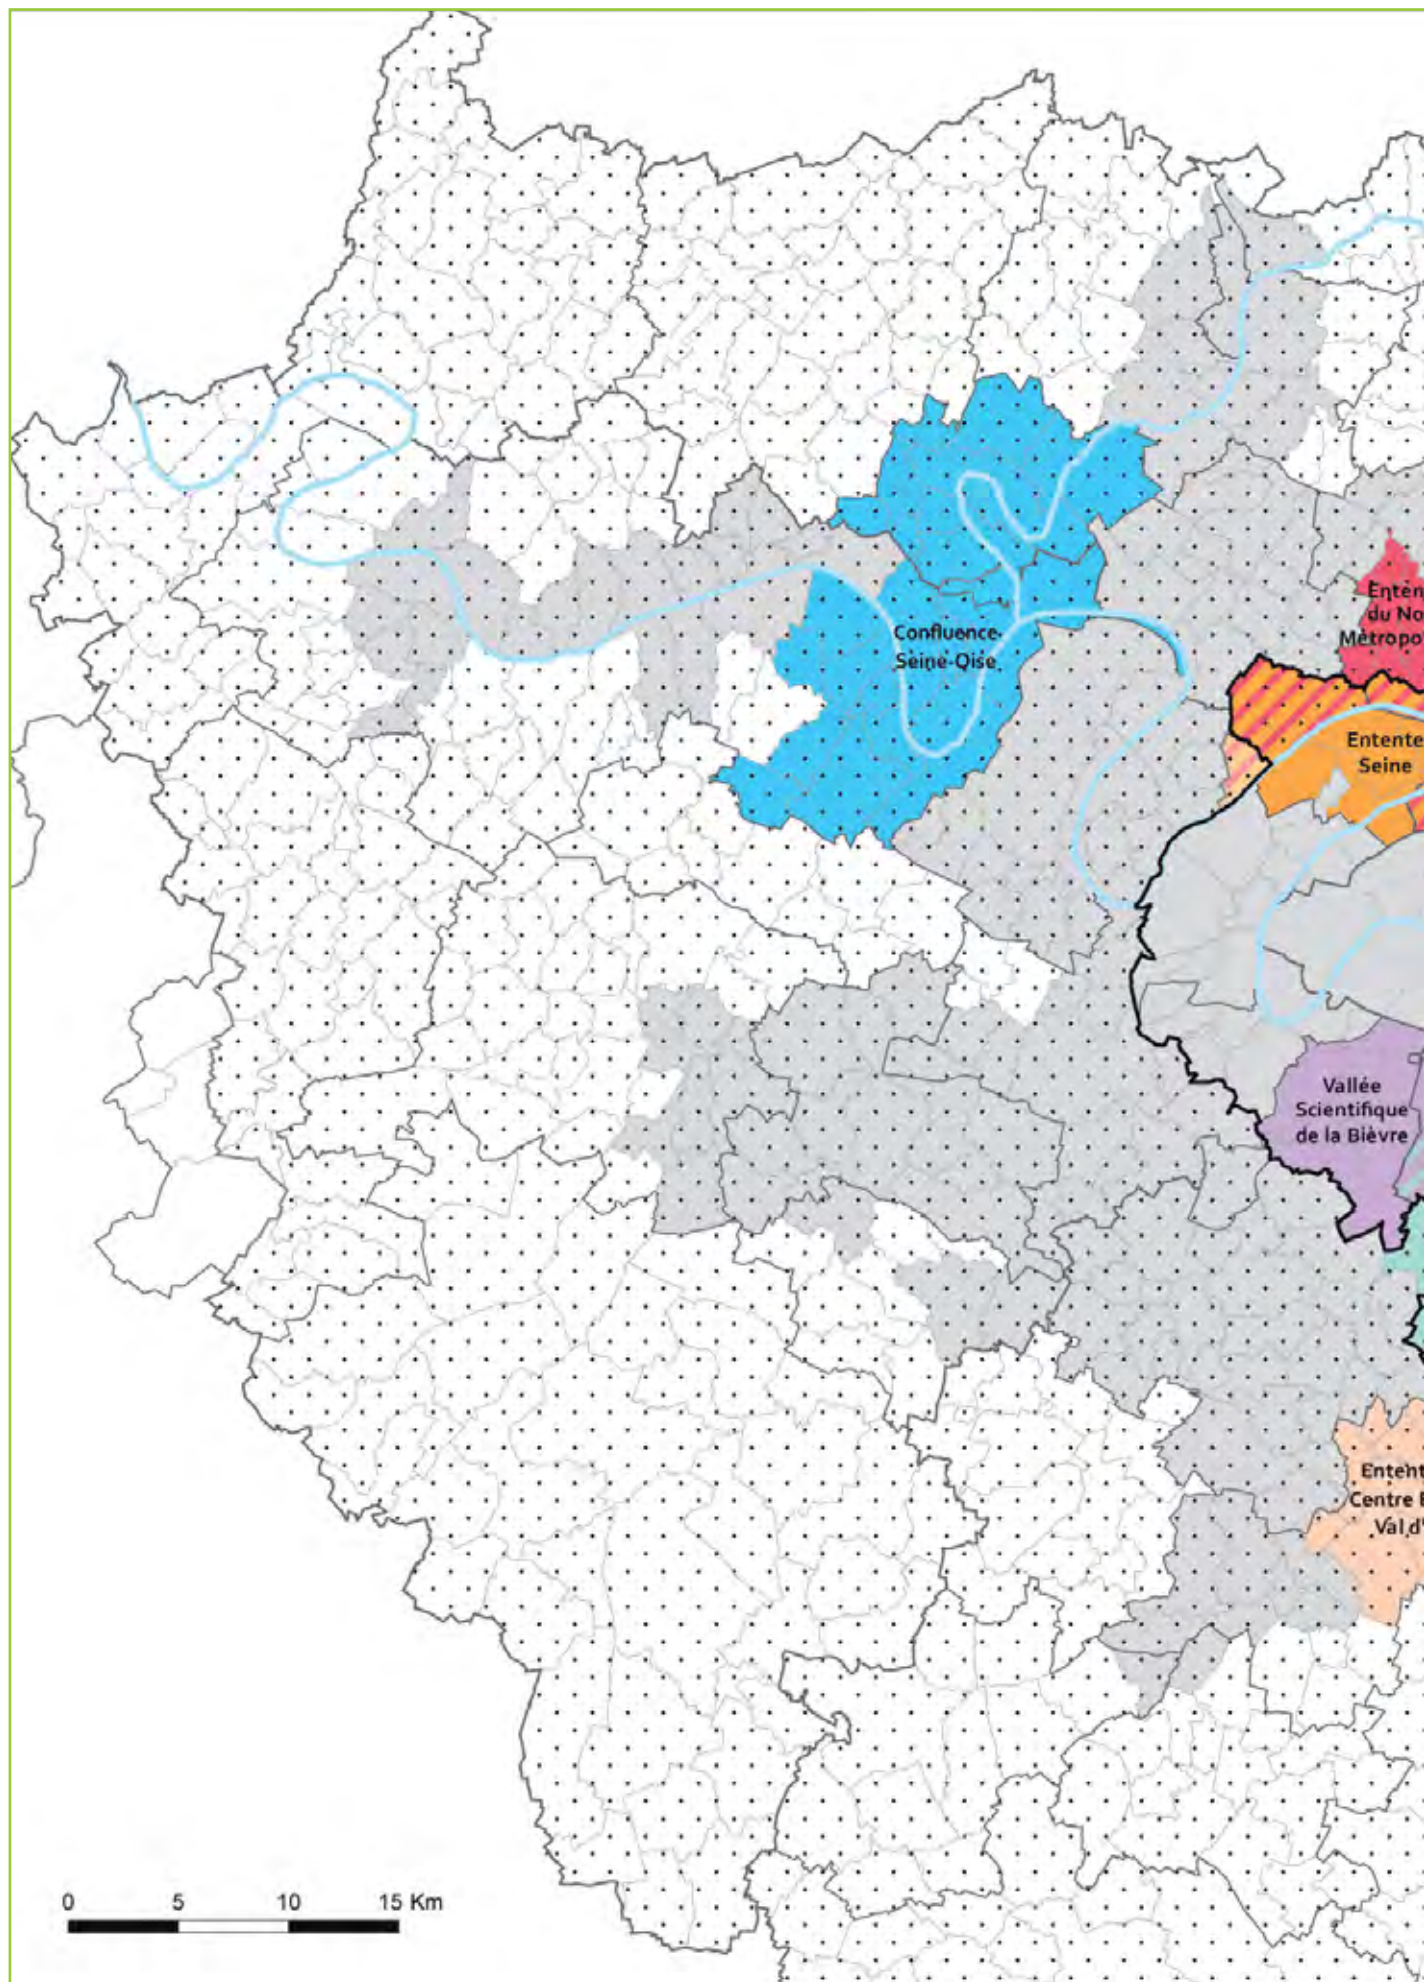 Confluence
Seine-Oise
Enten
du No
Métropo
Entente
Seine
Vallée
Scientifique
de la Bièvre
Entent
Centre
Val d'
0 5 10 15 Km